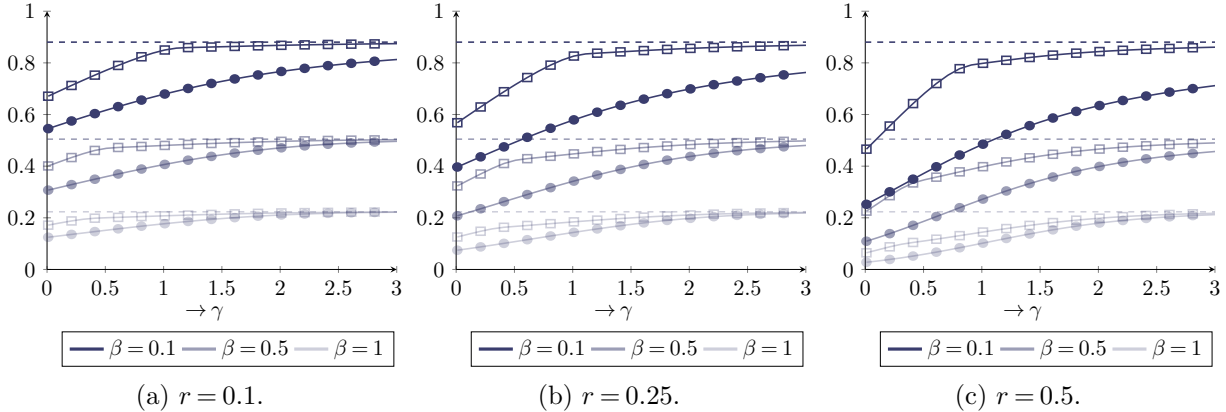 1 1 1
0.8 0.8 0.8
0.6 0.6 0.6
0.4 0.4 0.4
0.2 0.2 0.2
0 0 0
0 0.5 1 1.5 2 2.5 3 0 0.5 1 1.5 2 2.5 3 0 0.5 1 1.5 2 2.5 3
→ γ → γ → γ
β = 0.1 β = 0.5 β = 1 β = 0.1 β = 0.5 β = 1 β = 0.1 β = 0.5 β = 1
(a) r = 0.1. (b) r = 0.25. (c) r = 0.5.